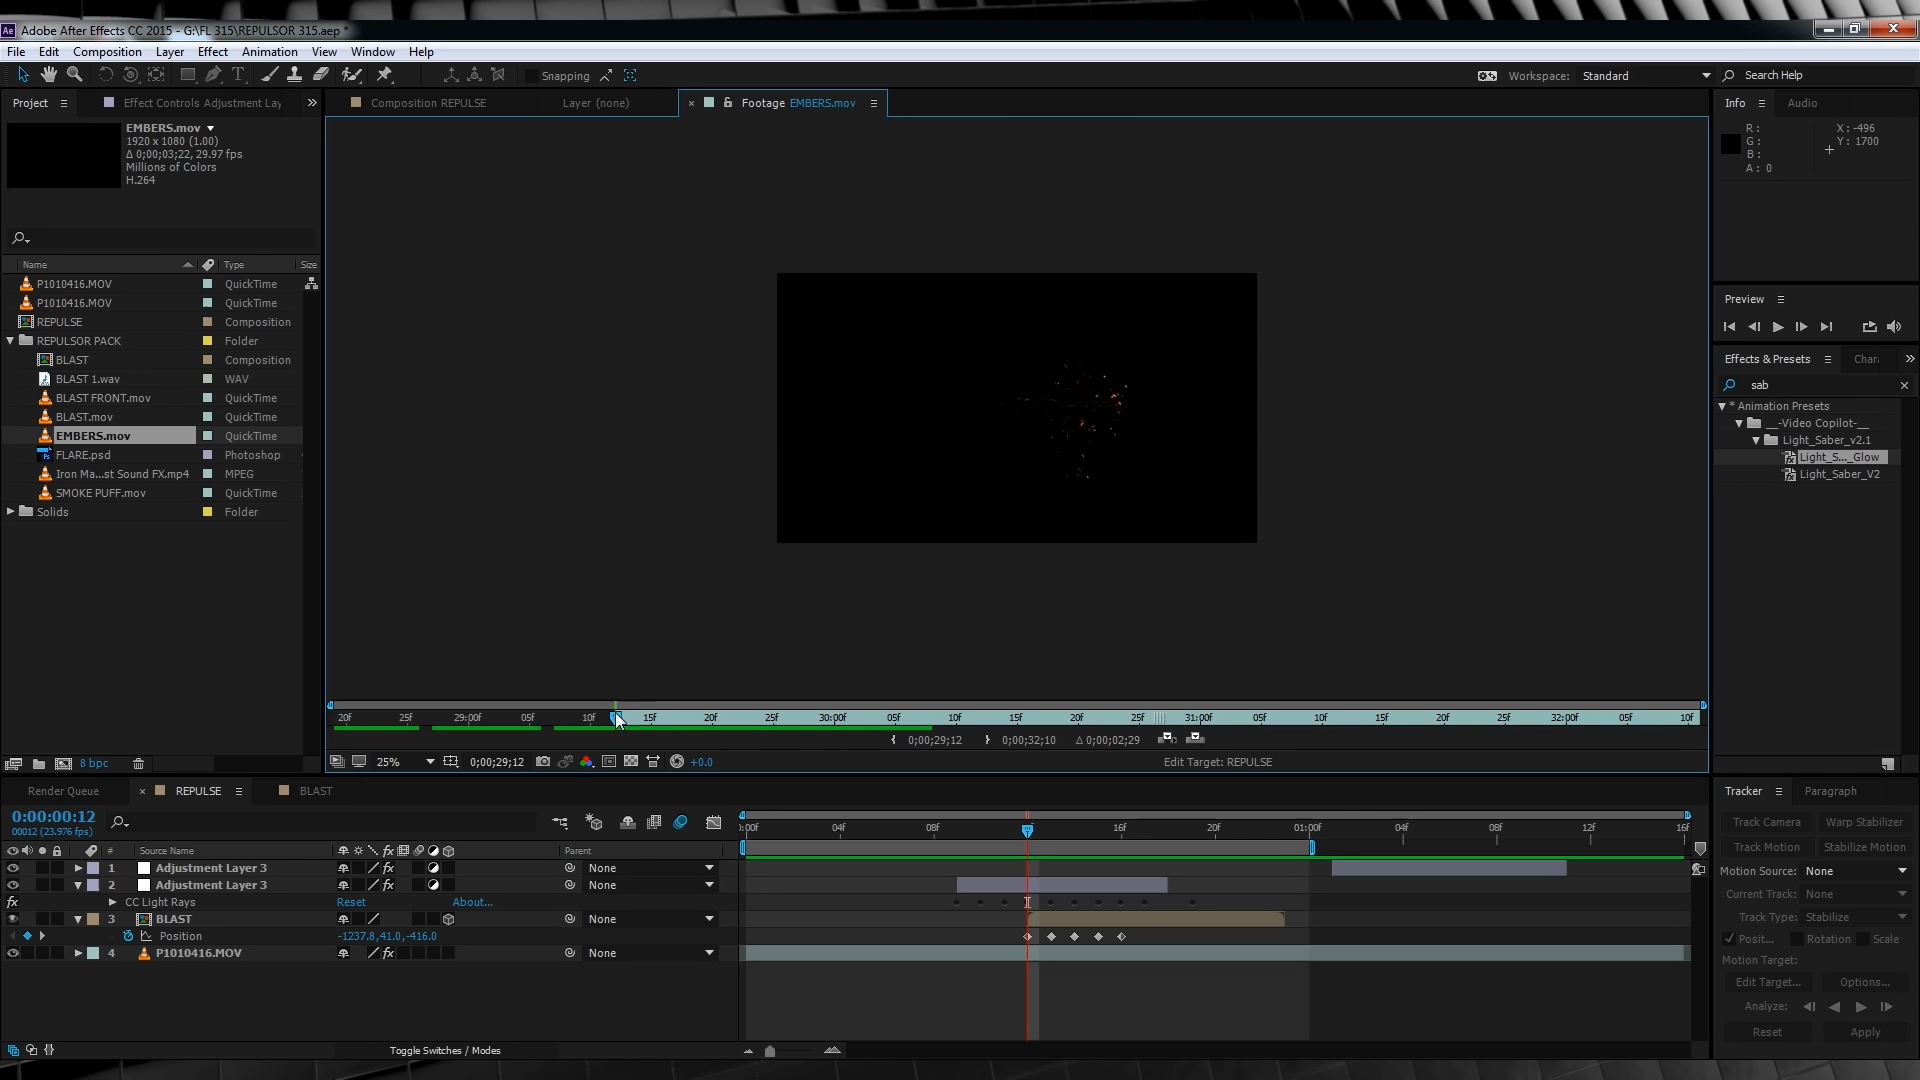 Adobe After Effects CC 2015 - G:\FL 315\REPULSOR 315.aep *
File Edit Composition Layer Effect Animation View Window Help
Snapping
Workspace: Standard
Search Help
Project
Effect Controls Adjustment Lay
Composition REPULSE
Layer (none)
Footage EMBERS.mov
Info Audio
EMBERS.mov
1920 x 1080 (1.00)
Δ 0;00;03;22, 29.97 fps
Millions of Colors
H.264
R :
G :
B :
A : 0
X : -496
Y : 1700
Name Type Size
P1010416.MOV QuickTime
P1010416.MOV QuickTime
REPULSE Composition
REPULSOR PACK Folder
BLAST Composition
BLAST 1.wav WAV
BLAST FRONT.mov QuickTime
BLAST.mov QuickTime
EMBERS.mov QuickTime
FLARE.psd Photoshop
Iron Ma...st Sound FX.mp4 MPEG
SMOKE PUFF.mov QuickTime
Solids Folder
Preview
Effects & Presets Chara
sab
* Animation Presets
__-Video Copilot-__
Light_Saber_v2.1
Light_S..._Glow
Light_Saber_V2
20f 25f 29:00f 05f 10f 15f 20f 25f 30:00f 05f 10f 15f 20f 25f 31:00f 05f 10f 15f 20f 25f 32:00f 05f 10f
0;00;29;12 0;00;32;10 Δ 0;00;02;29
8 bpc
25% 0;00;29;12 +0.0 Edit Target: REPULSE
Render Queue REPULSE BLAST
0:00:00:12
00012 (23.976 fps)
:00f 04f 08f 16f 20f 01:00f 04f 08f 12f 16f
# Source Name fx Parent
1 Adjustment Layer 3 fx None
2 Adjustment Layer 3 fx None
fx CC Light Rays Reset About...
3 BLAST None
Position -1237.8,41.0,-416.0
4 P1010416.MOV fx None
Toggle Switches / Modes
Tracker Paragraph
Track Camera Warp Stabilizer
Track Motion Stabilize Motion
Motion Source: None
Current Track: None
Track Type: Stabilize
Posit... Rotation Scale
Motion Target:
Edit Target... Options...
Analyze:
Reset Apply